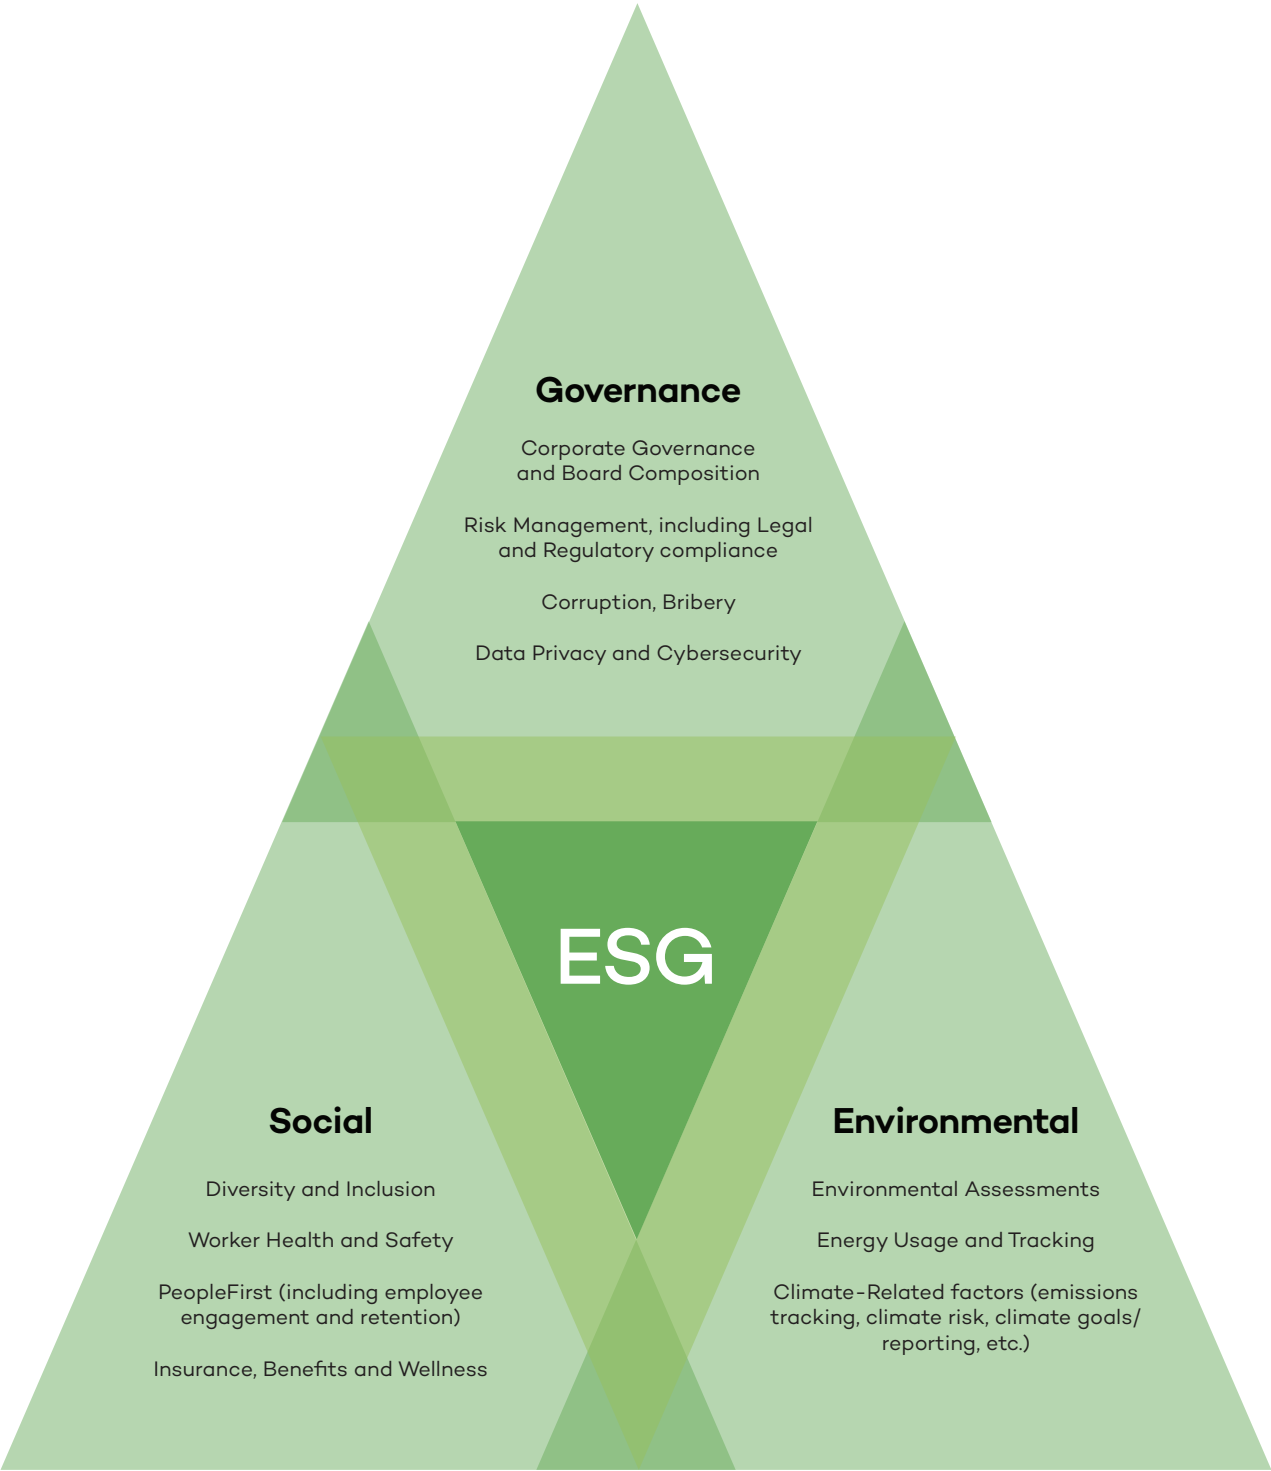 Governance
Corporate Governance
and Board Composition
Risk Management, including Legal
and Regulatory compliance
Corruption, Bribery
Data Privacy and Cybersecurity
ESG
Social
Diversity and Inclusion
Worker Health and Safety
PeopleFirst (including employee
engagement and retention)
Insurance, Benefits and Wellness
Environmental
Environmental Assessments
Energy Usage and Tracking
Climate-Related factors (emissions
tracking, climate risk, climate goals/
reporting, etc.)